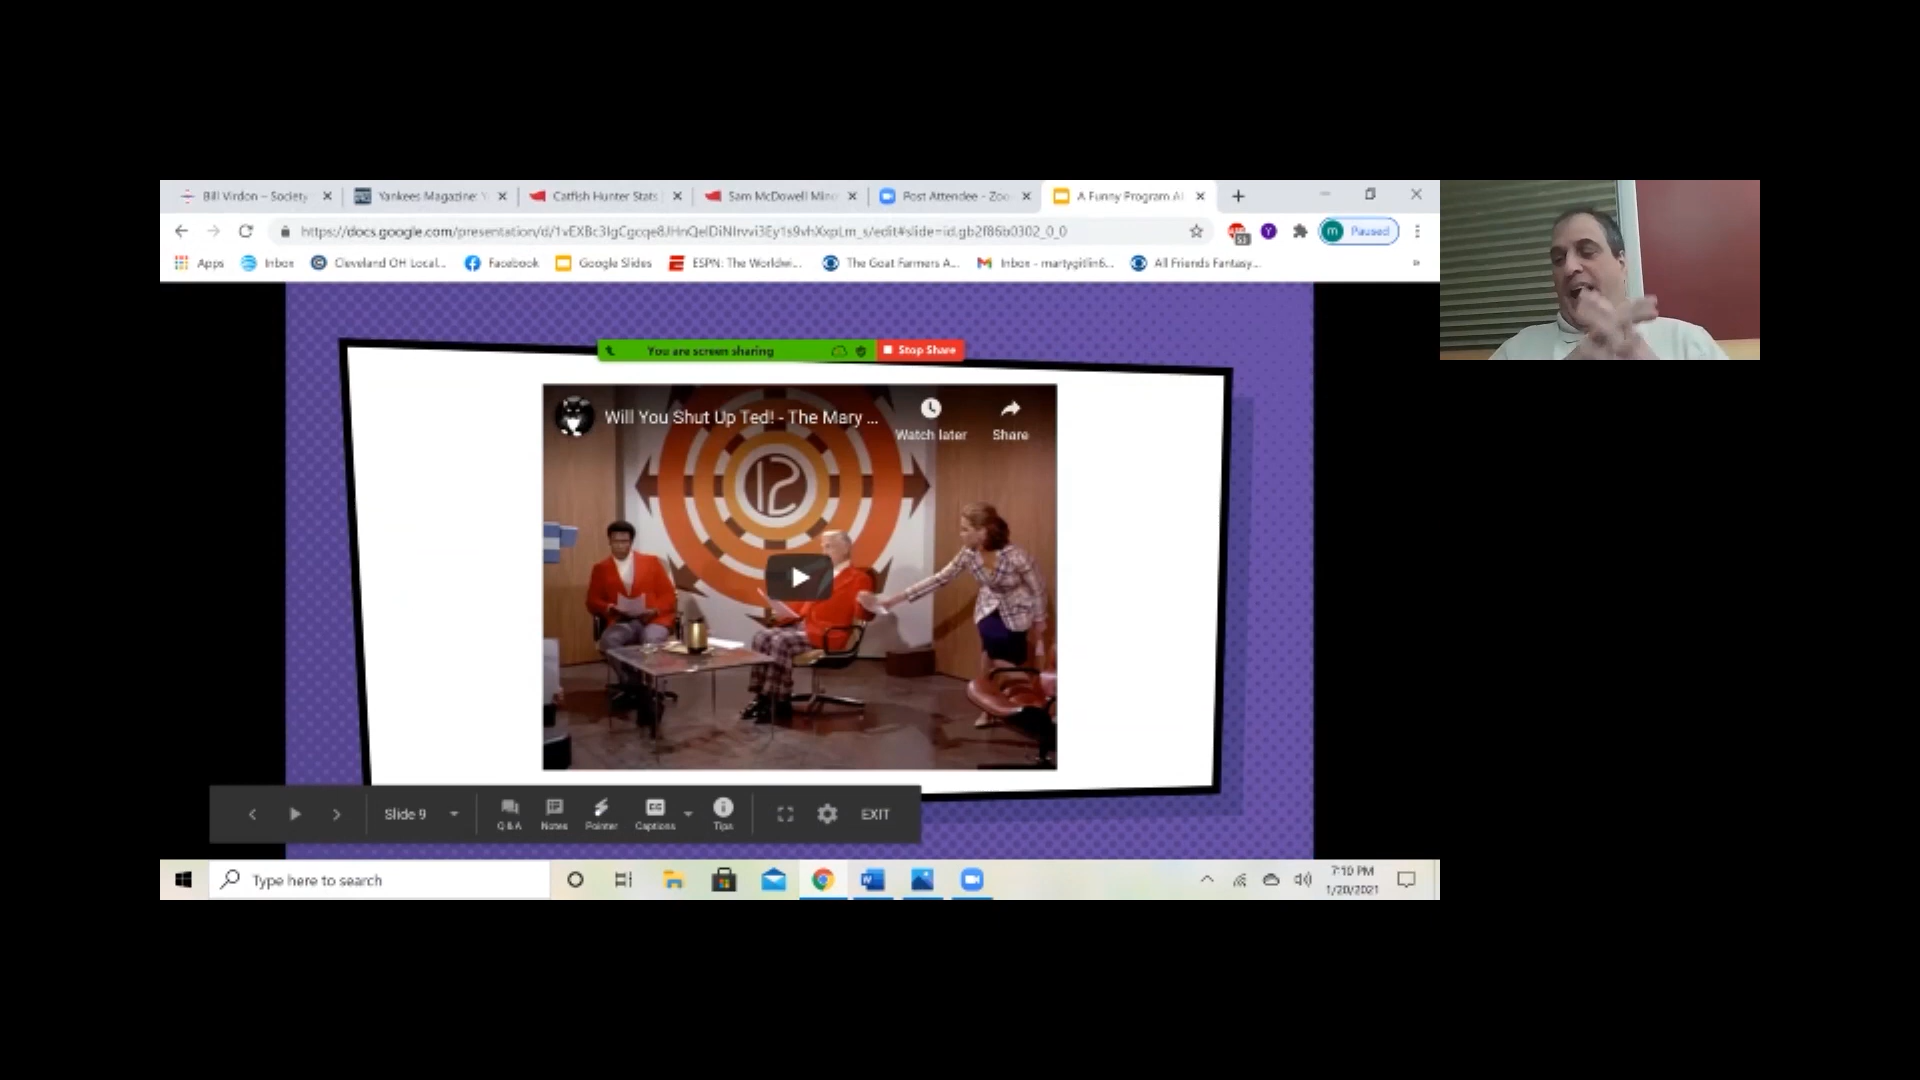 Bill Virdon – Society
Yankees Magazine: Y
Catfish Hunter Stats
Sam McDowell Mino
Post Attendee - Zoo
A Funny Program Al
Paused
Apps
Inbox
Cleveland OH Local...
Facebook
Google Slides
ESPN: The Worldwi...
The Goat Farmers A...
Inbox - martygitlin6...
All Friends Fantasy...
You are screen sharing
Stop Share
Will You Shut Up Ted! - The Mary ...
Watch later
Share
12
Slide 9
Q&A
Notes
Pointer
Captions
Tips
EXIT
Type here to search
7:10 PM
1/20/2021